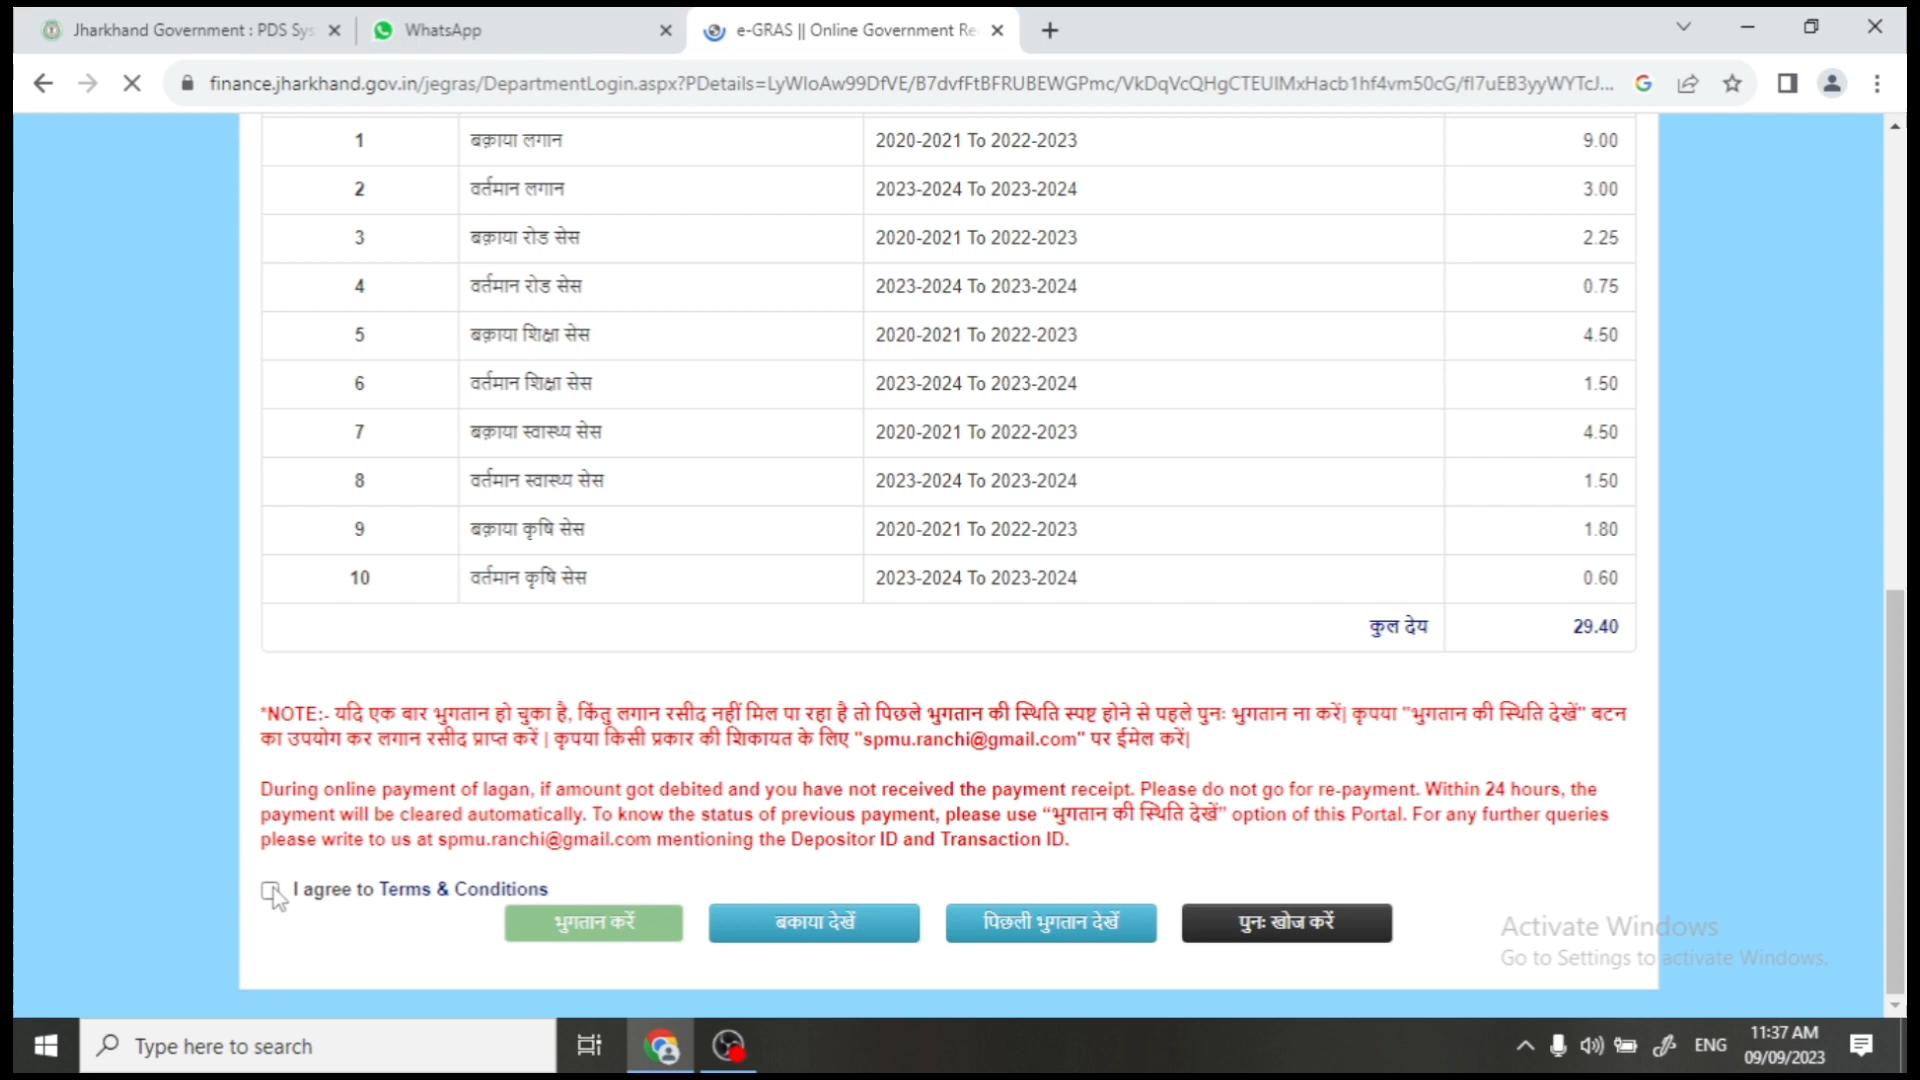 Jharkhand Government : PDS Sys
WhatsApp
e-GRAS || Online Government Re
finance.jharkhand.gov.in/jegras/DepartmentLogin.aspx?PDetails=LyWIoAw99DfVE/B7dvfFtBFRUBEWGPmc/VkDqVcQHgCTEUIMxHacb1hf4vm50cG/fl7uEB3yyWYTcJ...
1 बक़ाया लगान 2020-2021 To 2022-2023 9.00
2 वर्तमान लगान 2023-2024 To 2023-2024 3.00
3 बक़ाया रोड सेस 2020-2021 To 2022-2023 2.25
4 वर्तमान रोड सेस 2023-2024 To 2023-2024 0.75
5 बक़ाया शिक्षा सेस 2020-2021 To 2022-2023 4.50
6 वर्तमान शिक्षा सेस 2023-2024 To 2023-2024 1.50
7 बक़ाया स्वास्थ्य सेस 2020-2021 To 2022-2023 4.50
8 वर्तमान स्वास्थ्य सेस 2023-2024 To 2023-2024 1.50
9 बक़ाया कृषि सेस 2020-2021 To 2022-2023 1.80
10 वर्तमान कृषि सेस 2023-2024 To 2023-2024 0.60
कुल देय 29.40
*NOTE:- यदि एक बार भुगतान हो चुका है, किंतु लगान रसीद नहीं मिल पा रहा है तो पिछले भुगतान की स्थिति स्पष्ट होने से पहले पुनः भुगतान ना करें| कृपया "भुगतान की स्थिति देखें" बटन
का उपयोग कर लगान रसीद प्राप्त करें | कृपया किसी प्रकार की शिकायत के लिए "spmu.ranchi@gmail.com" पर ईमेल करें|
During online payment of lagan, if amount got debited and you have not received the payment receipt. Please do not go for re-payment. Within 24 hours, the
payment will be cleared automatically. To know the status of previous payment, please use “भुगतान की स्थिति देखें” option of this Portal. For any further queries
please write to us at spmu.ranchi@gmail.com mentioning the Depositor ID and Transaction ID.
I agree to Terms & Conditions
भुगतान करें बकाया देखें पिछली भुगतान देखें पुनः खोज करें
Activate Windows
Go to Settings to activate Windows.
Type here to search
ENG
11:37 AM
09/09/2023